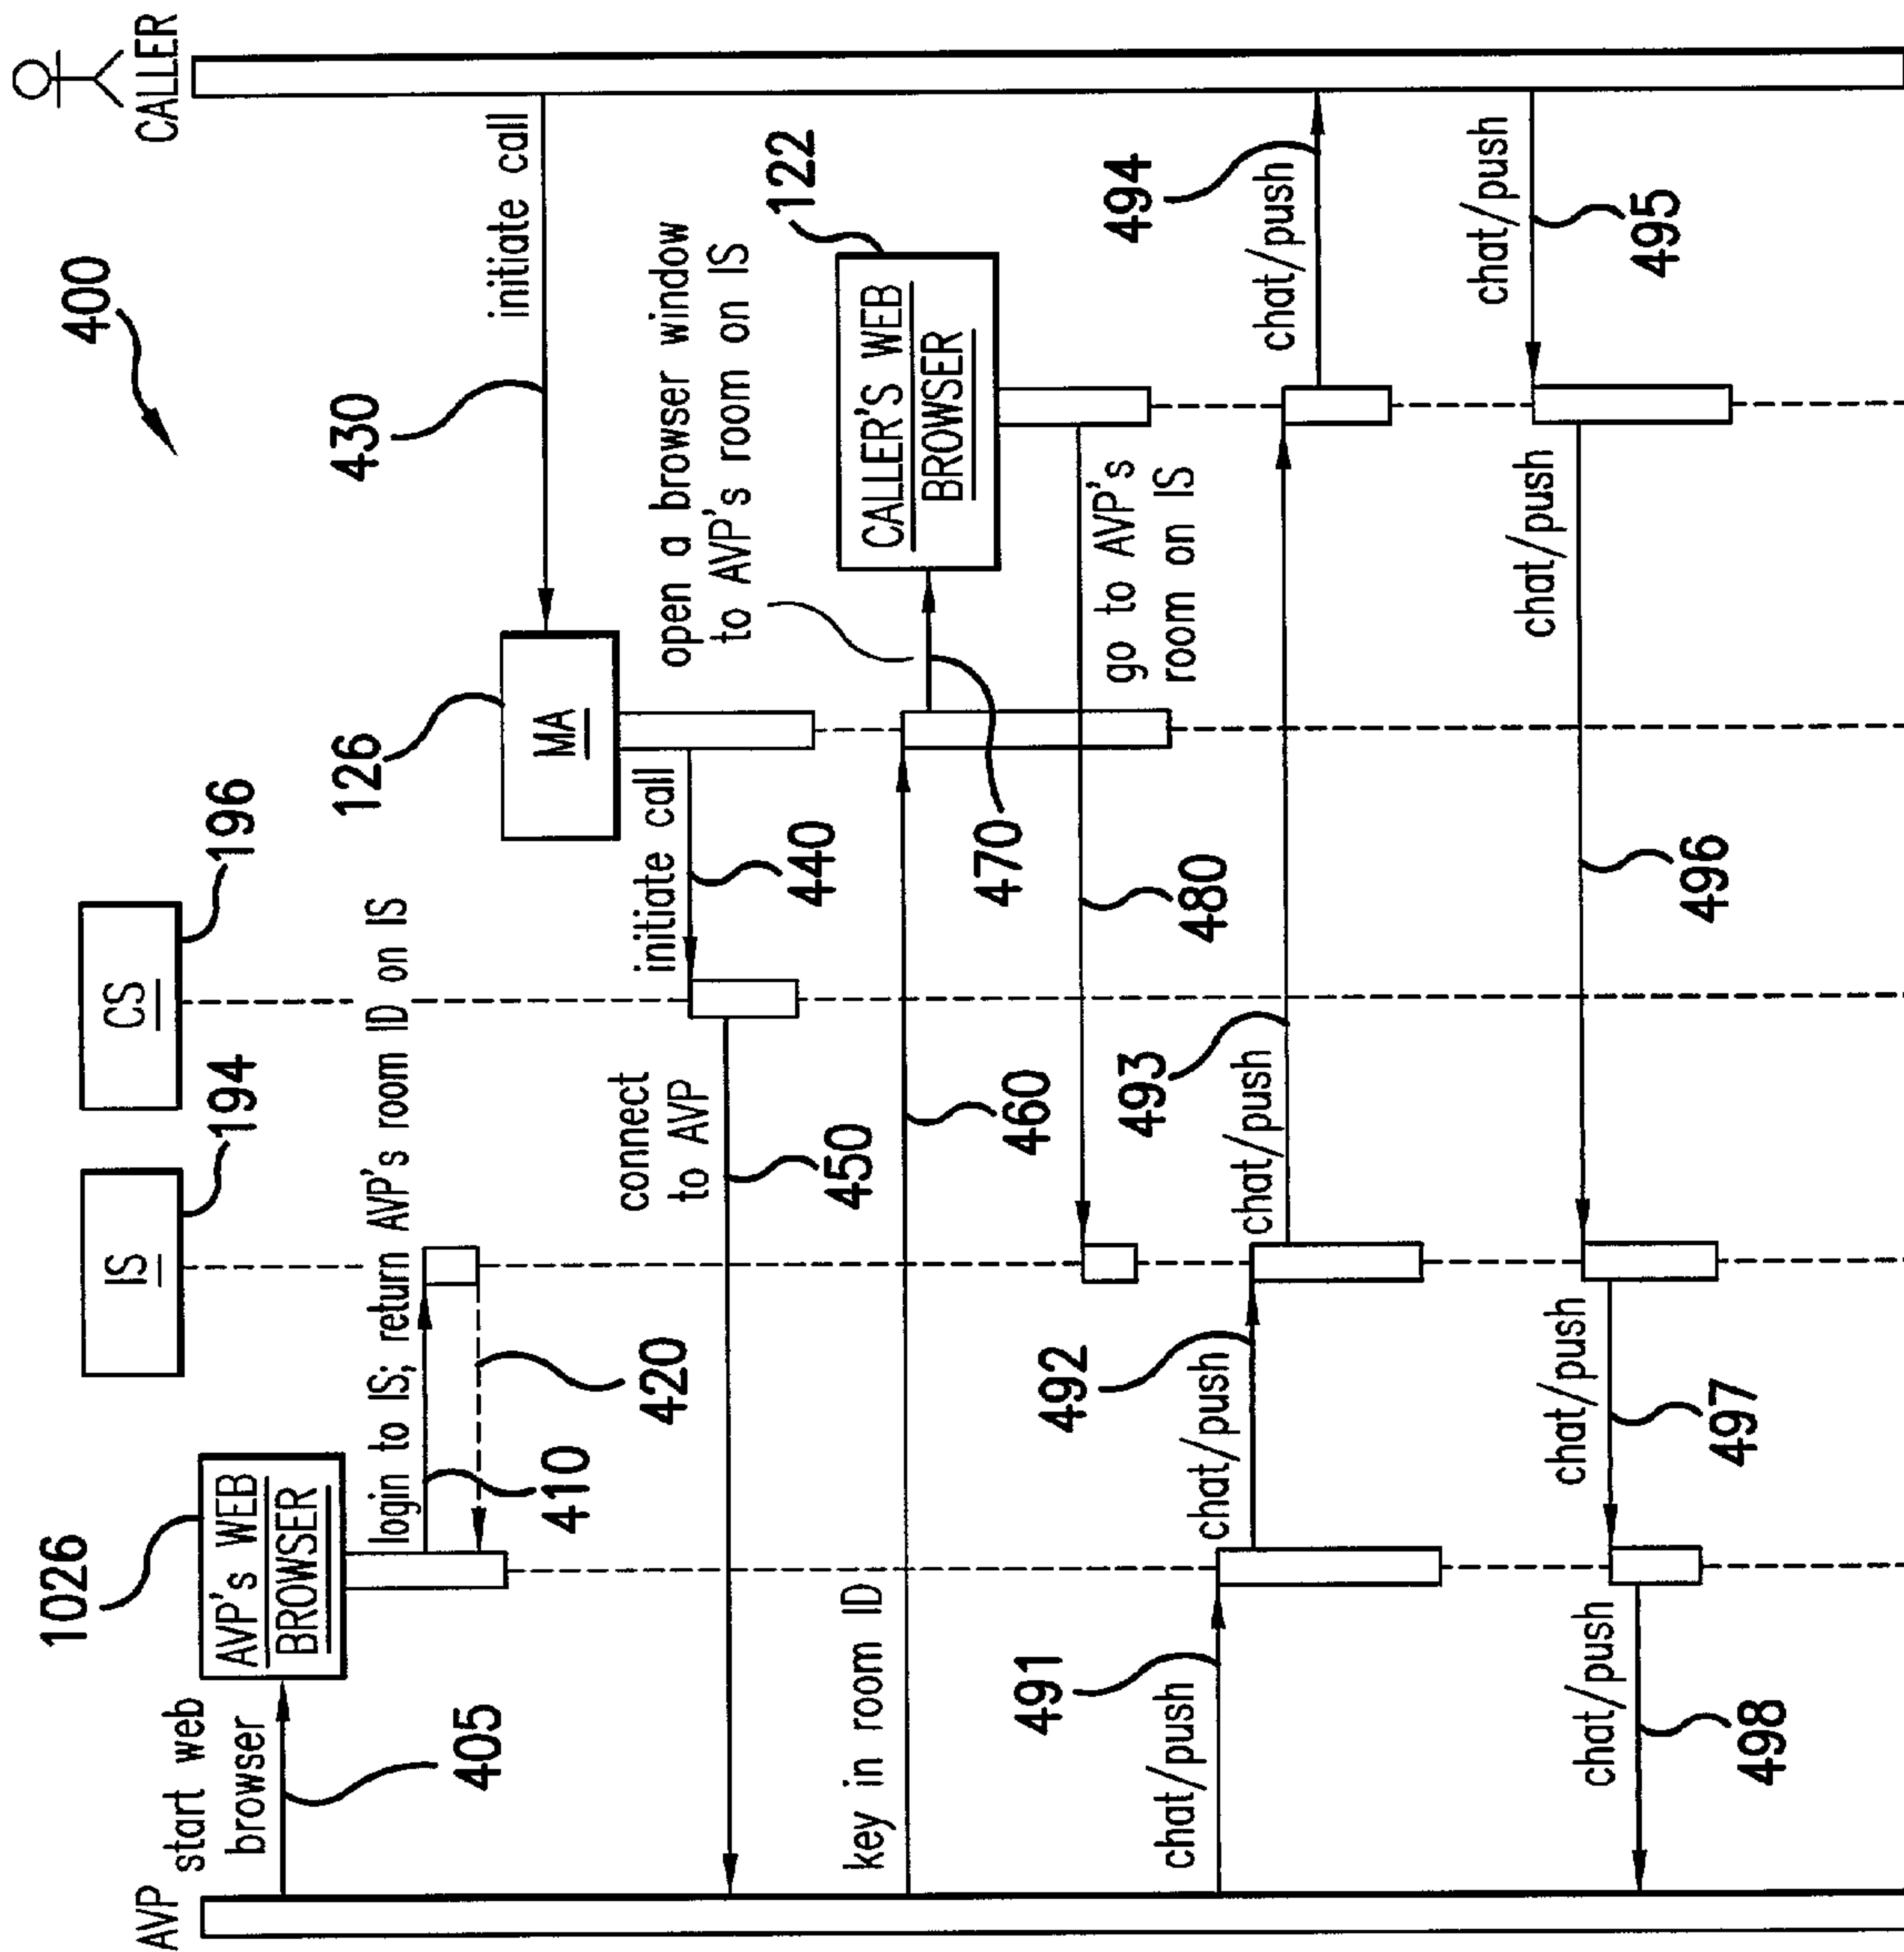 400
CALLER
CS
196
IS
194
1026
AVP'S WEB
BROWSER
AVP
start web
browser
405
login to IS; return AVP's room ID on IS
410
420
initiate call
430
126
MA
initiate call
440
connect
to AVP
450
open a browser window
to AVP's room on IS
122
CALLER'S WEB
BROWSER
470
key in room ID
460
go to AVP's
room on IS
480
chat/push
491
chat/push
492
chat/push
493
chat/push
494
chat/push
495
chat/push
496
chat/push
497
chat/push
498